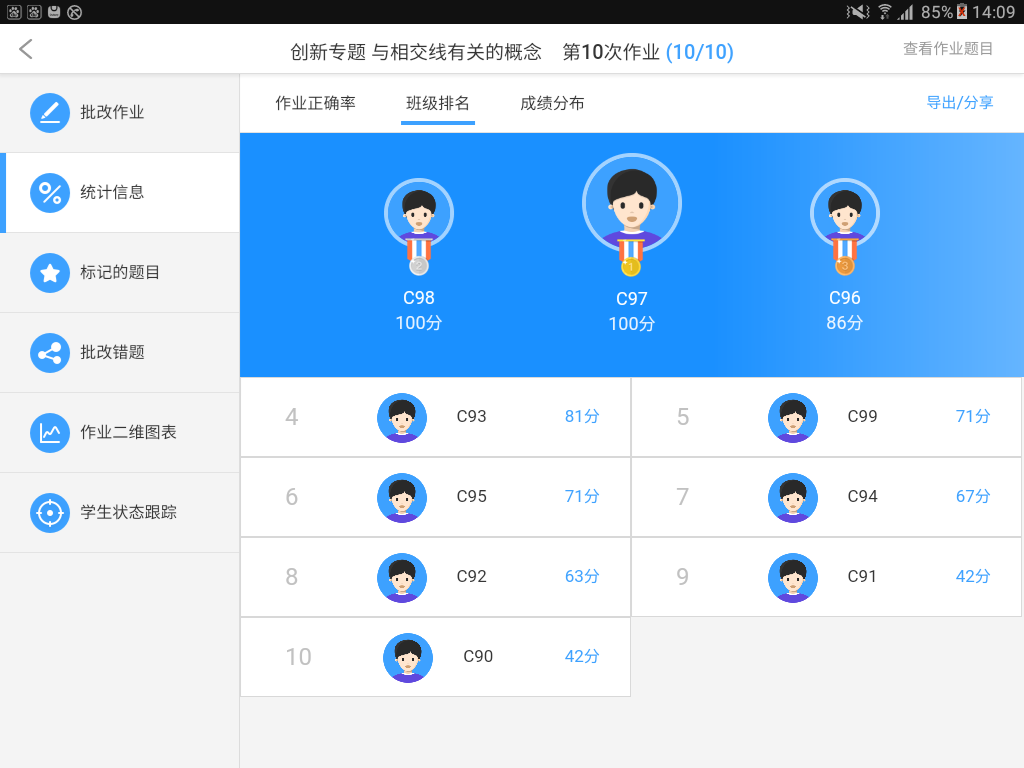 85% 14:09
创新专题 与相交线有关的概念 第10次作业 (10/10)
查看作业题目
批改作业
统计信息
标记的题目
批改错题
作业二维图表
学生状态跟踪
作业正确率 班级排名 成绩分布
导出/分享
2
C98
100分
1
C97
100分
3
C96
86分
4 C93 81分
5 C99 71分
6 C95 71分
7 C94 67分
8 C92 63分
9 C91 42分
10 C90 42分